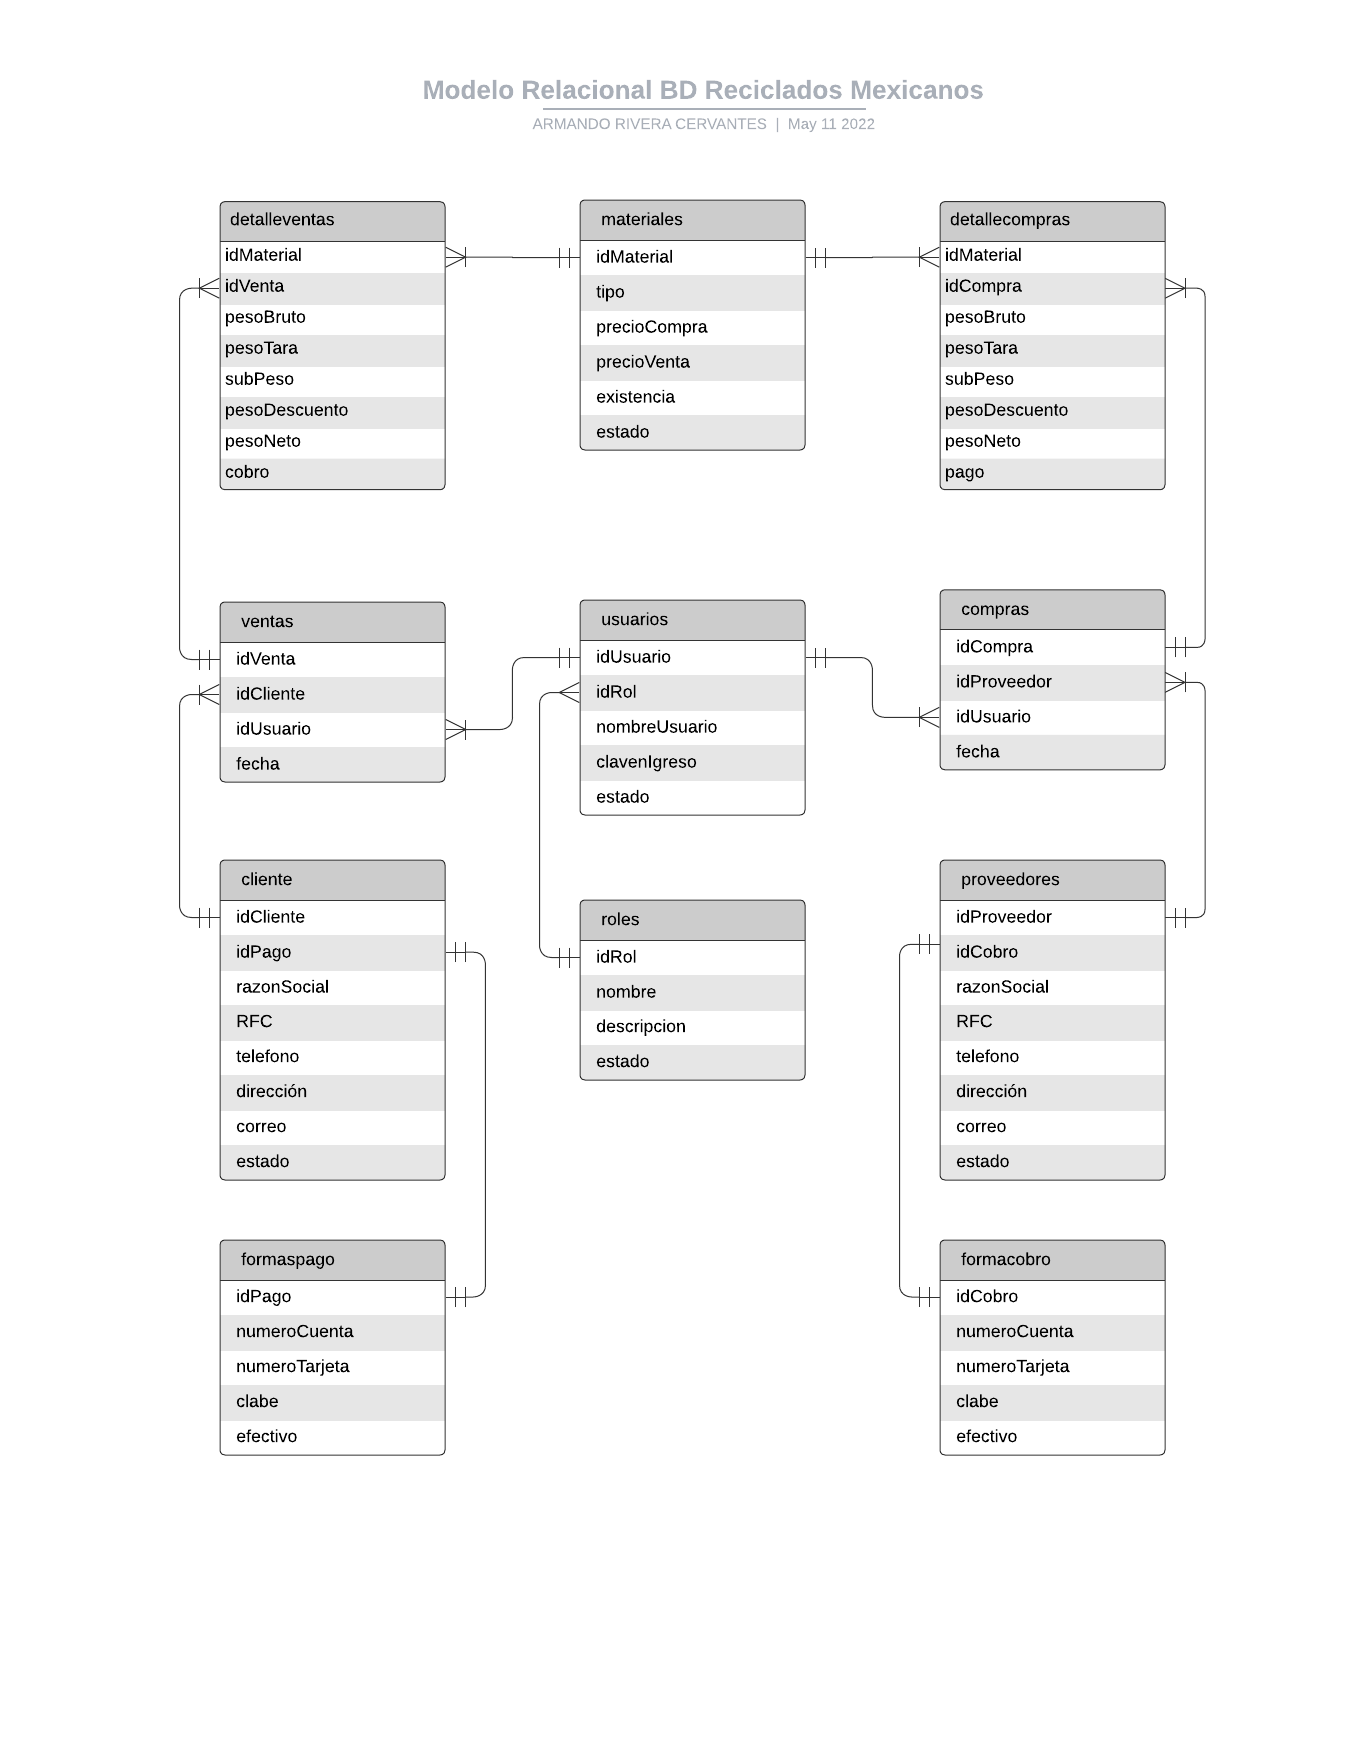 Modelo Relacional BD Reciclados Mexicanos
ARMANDO RIVERA CERVANTES | May 11 2022
detalleventas
idMaterial
idVenta
pesoBruto
pesoTara
subPeso
pesoDescuento
pesoNeto
cobro
materiales
idMaterial
tipo
precioCompra
precioVenta
existencia
estado
detallecompras
idMaterial
idCompra
pesoBruto
pesoTara
subPeso
pesoDescuento
pesoNeto
pago
ventas
idVenta
idCliente
idUsuario
fecha
usuarios
idUsuario
idRol
nombreUsuario
clavenIgreso
estado
compras
idCompra
idProveedor
idUsuario
fecha
cliente
idCliente
idPago
razonSocial
RFC
telefono
dirección
correo
estado
roles
idRol
nombre
descripcion
estado
proveedores
idProveedor
idCobro
razonSocial
RFC
telefono
dirección
correo
estado
formaspago
idPago
numeroCuenta
numeroTarjeta
clabe
efectivo
formacobro
idCobro
numeroCuenta
numeroTarjeta
clabe
efectivo